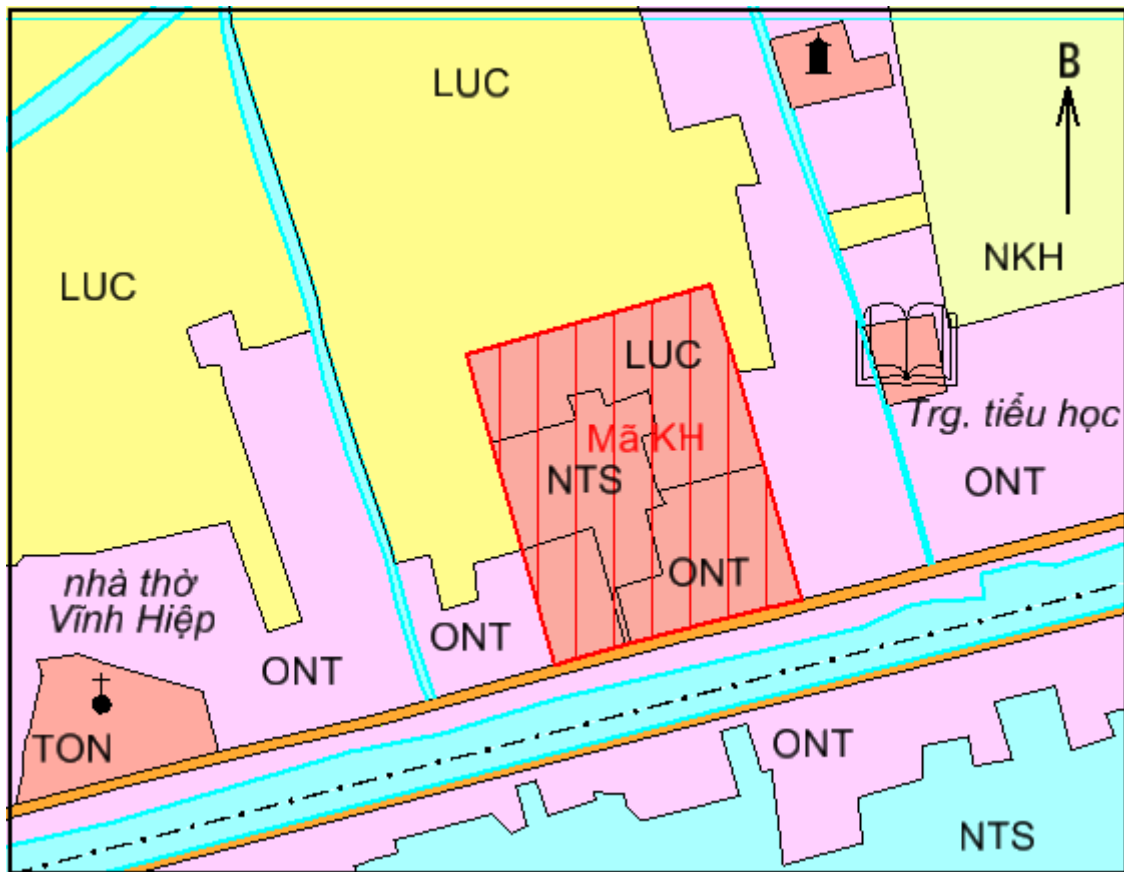 LUC
B
NKH
LUC
LUC
Trg. tiểu học
Mã KH
NTS
ONT
ONT
nhà thờ
Vĩnh Hiệp
ONT
ONT
TON
ONT
NTS